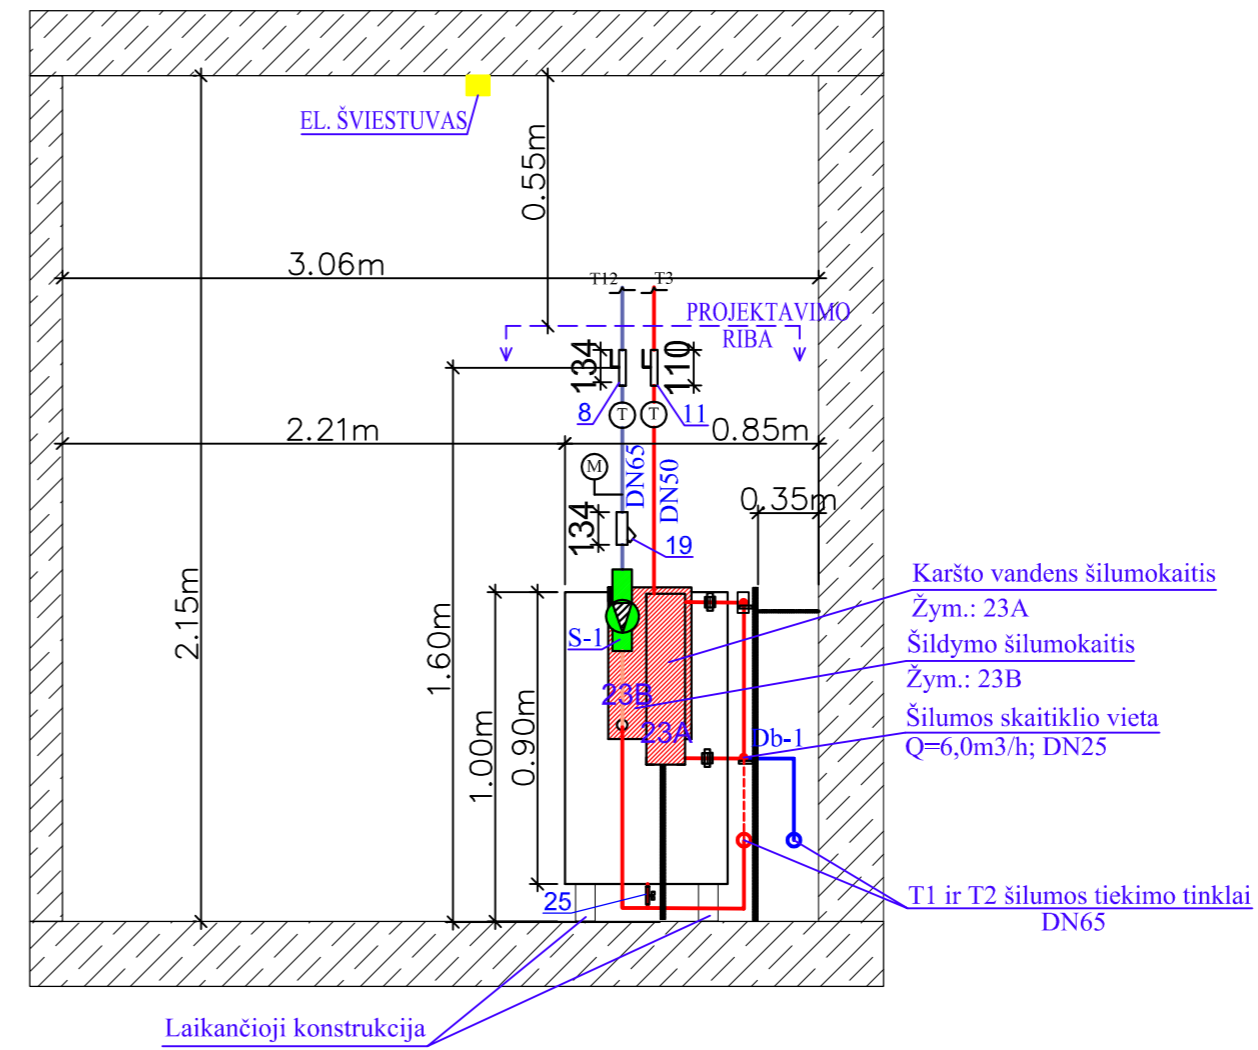 EL. ŠVIESTUVAS
0.55m
3.06m
T12
T3
PROJEKTAVIMO
RIBA
134
110
8
T
T
11
2.21m
0.85m
M
DN65
DN50
0.35m
134
19
2.15m
1.60m
S-1
Karšto vandens šilumokaitis
Žym.: 23A
Šildymo šilumokaitis
Žym.: 23B
23B
23A
Db-1
Šilumos skaitiklio vieta
Q=6,0m3/h; DN25
1.00m
0.90m
25
T1 ir T2 šilumos tiekimo tinklai
DN65
Laikančioji konstrukcija